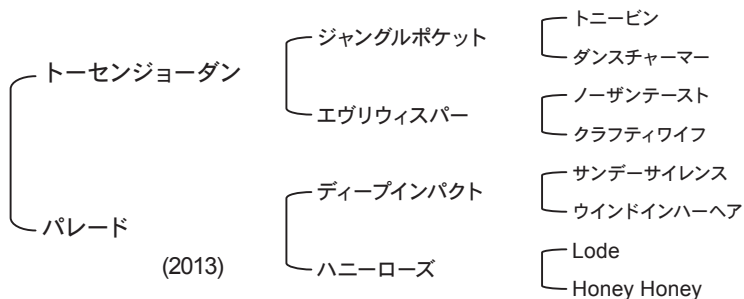 トーセンジョーダン
ジャングルポケット
トニービン
ダンスチャーマー
エヴリウィスパー
ノーザンテースト
クラフティワイフ
パレード
(2013)
ディープインパクト
サンデーサイレンス
ウインドインハーヘア
ハニーローズ
Lode
Honey Honey